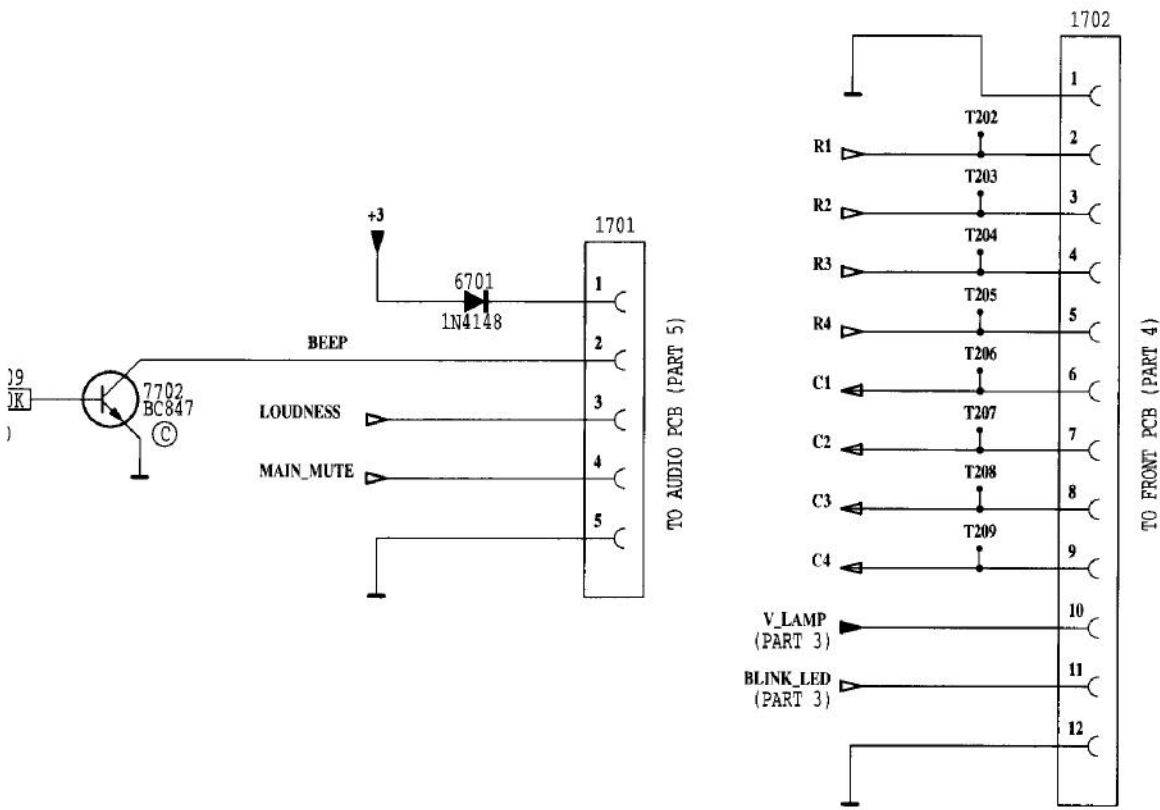 1702
1
T202
R1
2
T203
R2
3
T204
R3
4
T205
R4
5
T206
C1
6
T207
C2
7
T208
C3
8
T209
C4
9
V_LAMP
(PART 3)
10
BLINK_LED
(PART 3)
11
12
TO FRONT PCB (PART 4)
+3
1701
6701
1N4148
1
BEEP
2
7702
BC847
C
LOUDNESS
3
MAIN_MUTE
4
5
TO AUDIO PCB (PART 5)